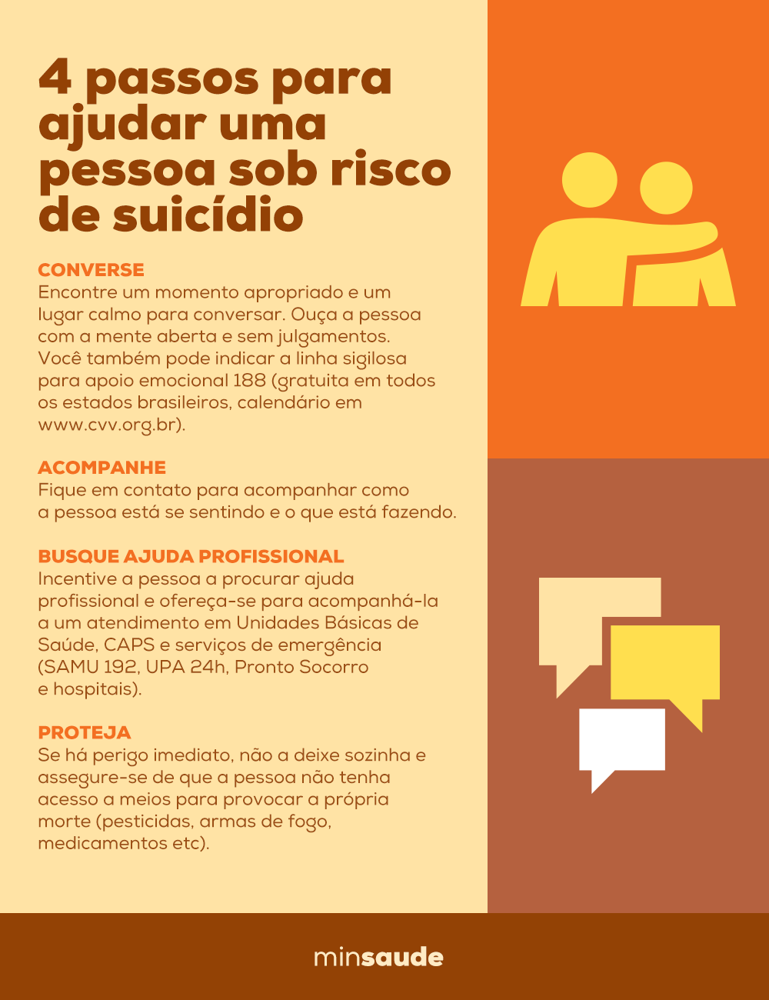 4 passos para
ajudar uma
pessoa sob risco
de suicídio
CONVERSE
Encontre um momento apropriado e um
lugar calmo para conversar. Ouça a pessoa
com a mente aberta e sem julgamentos.
Você também pode indicar a linha sigilosa
para apoio emocional 188 (gratuita em todos
os estados brasileiros, calendário em
www.cvv.org.br).
ACOMPANHE
Fique em contato para acompanhar como
a pessoa está se sentindo e o que está fazendo.
BUSQUE AJUDA PROFISSIONAL
Incentive a pessoa a procurar ajuda
profissional e ofereça-se para acompanhá-la
a um atendimento em Unidades Básicas de
Saúde, CAPS e serviços de emergência
(SAMU 192, UPA 24h, Pronto Socorro
e hospitais).
PROTEJA
Se há perigo imediato, não a deixe sozinha e
assegure-se de que a pessoa não tenha
acesso a meios para provocar a própria
morte (pesticidas, armas de fogo,
medicamentos etc).
minsaude